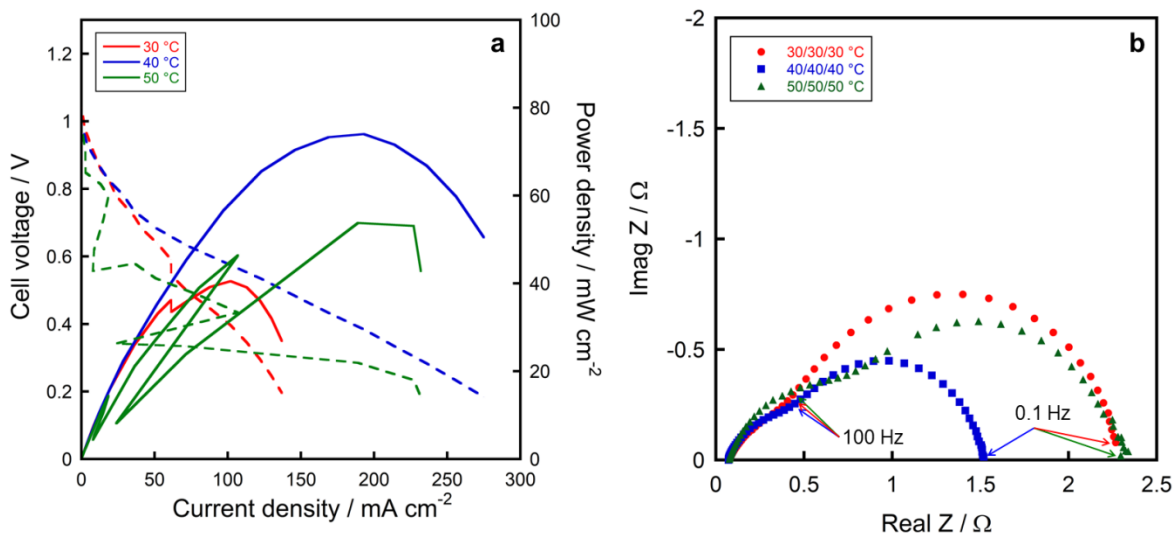 a
30 °C
40 °C
50 °C
1.2
1
0.8
0.6
0.4
0.2
0
100
80
60
40
20
0
0 50 100 150 200 250 300
Cell voltage / V
Power density / mW cm⁻²
Current density / mA cm⁻²
b
30/30/30 °C
40/40/40 °C
50/50/50 °C
-2
-1.5
-1
-0.5
0
0 0.5 1 1.5 2 2.5
Imag Z / Ω
Real Z / Ω
100 Hz
0.1 Hz